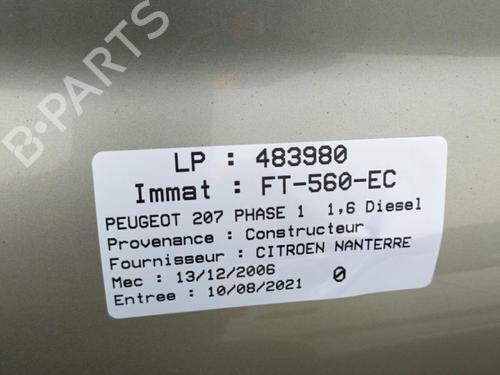 B-PARTS
LP : 483980
Immat : FT-560-EC
PEUGEOT 207 PHASE 1 1,6 Diesel
Provenance : Constructeur
Fournisseur : CITROEN NANTERRE
Mec : 13/12/2006
Entree : 10/08/2021 0